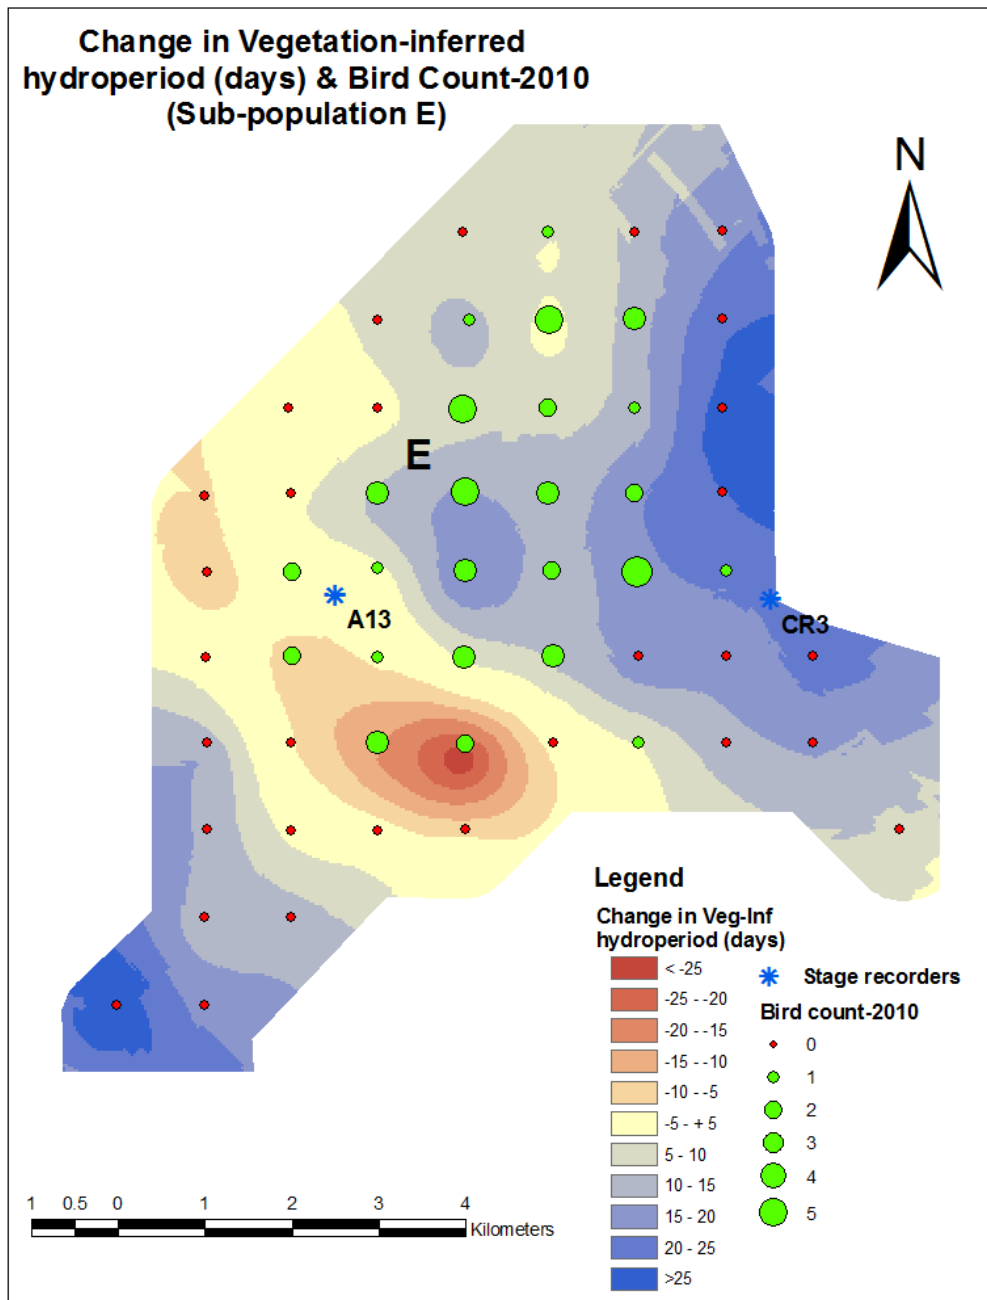 Change in Vegetation-inferred
hydroperiod (days) & Bird Count-2010
(Sub-population E)
N
E
A13
CR3
Legend
Change in Veg-Inf
hydroperiod (days)
< -25
-25 - -20
-20 - -15
-15 - -10
-10 - -5
-5 - + 5
5 - 10
10 - 15
15 - 20
20 - 25
>25
Stage recorders
Bird count-2010
0
1
2
3
4
5
1 0.5 0 1 2 3 4
Kilometers